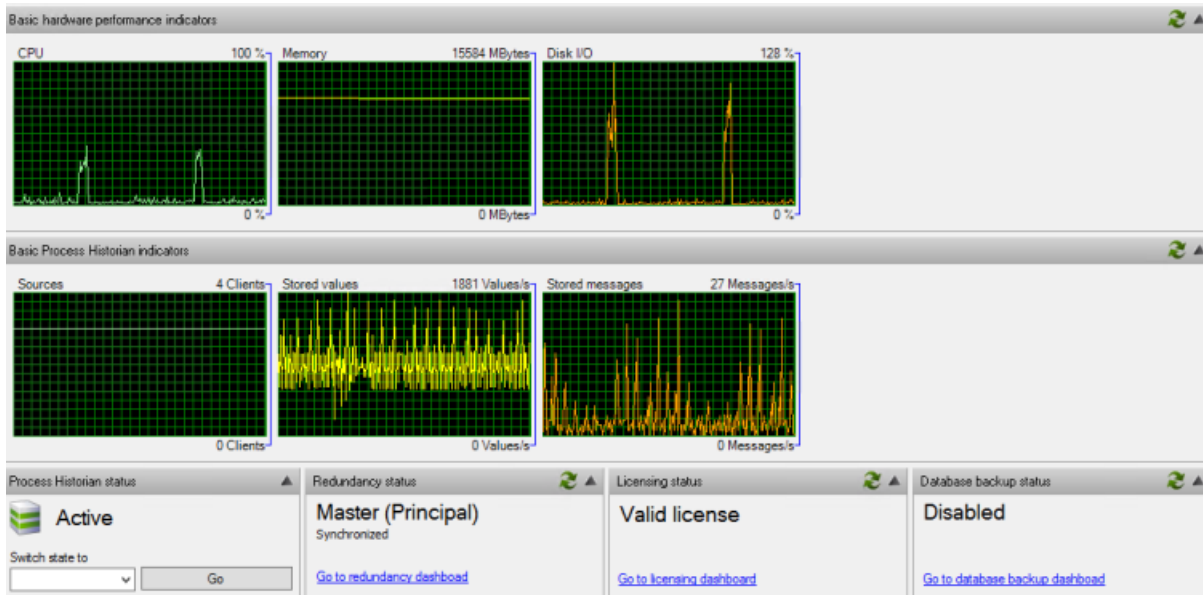 Basic hardware performance indicators
CPU 100 %
Memory 15584 MBytes
Disk I/O 128 %
0 %
0 MBytes
0 %
Basic Process Historian indicators
Sources 4 Clients
Stored values 1881 Values/s
Stored messages 27 Messages/s
0 Clients
0 Values/s
0 Messages/s
Process Historian status
Active
Switch state to
Go
Redundancy status
Master (Principal)
Synchronized
Go to redundancy dashboad
Licensing status
Valid license
Go to licensing dashboard
Database backup status
Disabled
Go to database backup dashboad